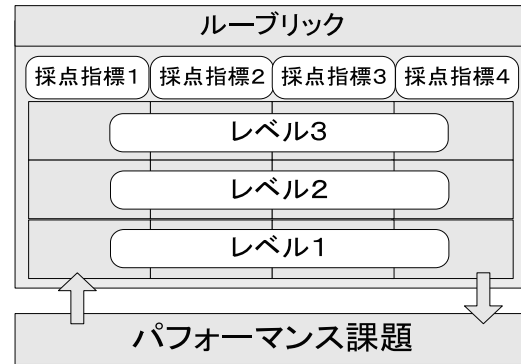 ルーブリック
採点指標1 採点指標2 採点指標3 採点指標4
レベル3
レベル2
レベル1
パフォーマンス課題